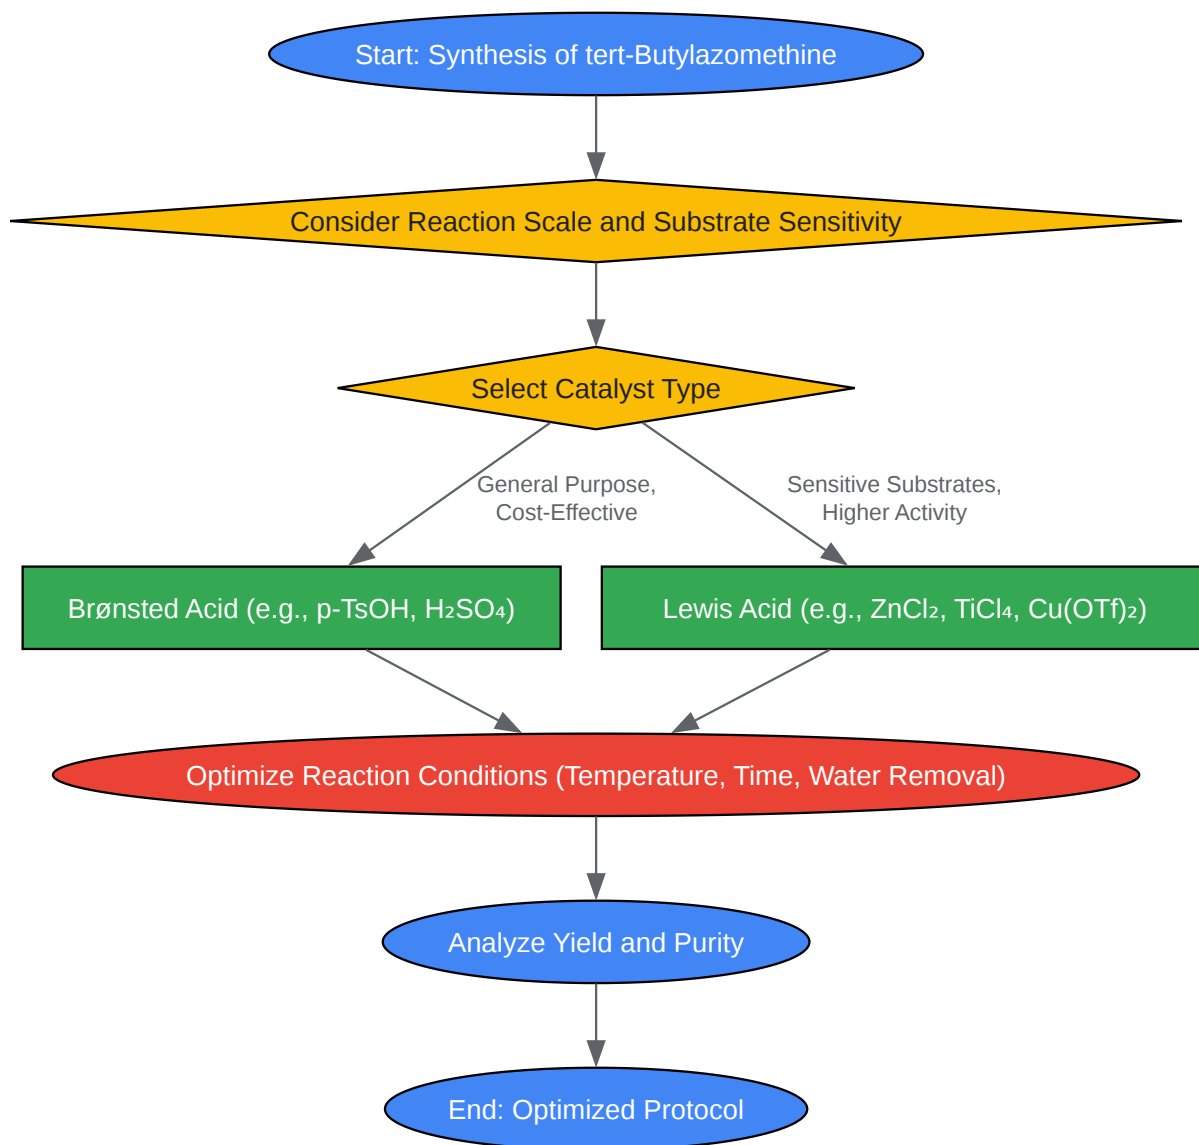 Start: Synthesis of tert-Butylazomethine
Consider Reaction Scale and Substrate Sensitivity
Select Catalyst Type
General Purpose,
Cost-Effective
Sensitive Substrates,
Higher Activity
Brønsted Acid (e.g., p-TsOH, H₂SO₄)
Lewis Acid (e.g., ZnCl₂, TiCl₄, Cu(OTf)₂)
Optimize Reaction Conditions (Temperature, Time, Water Removal)
Analyze Yield and Purity
End: Optimized Protocol